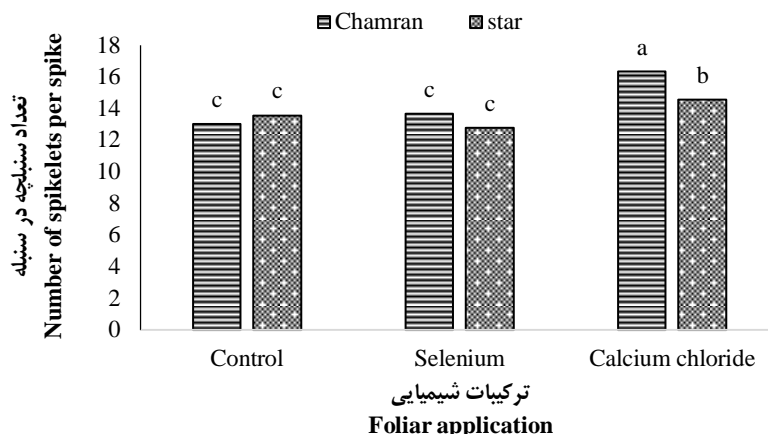 Chamran star
تعداد سنبلچه در سنبله
Number of spikelets per spike
18
16
14
12
10
8
6
4
2
0
c c c c a b
Control Selenium Calcium chloride
ترکیبات شیمیایی
Foliar application